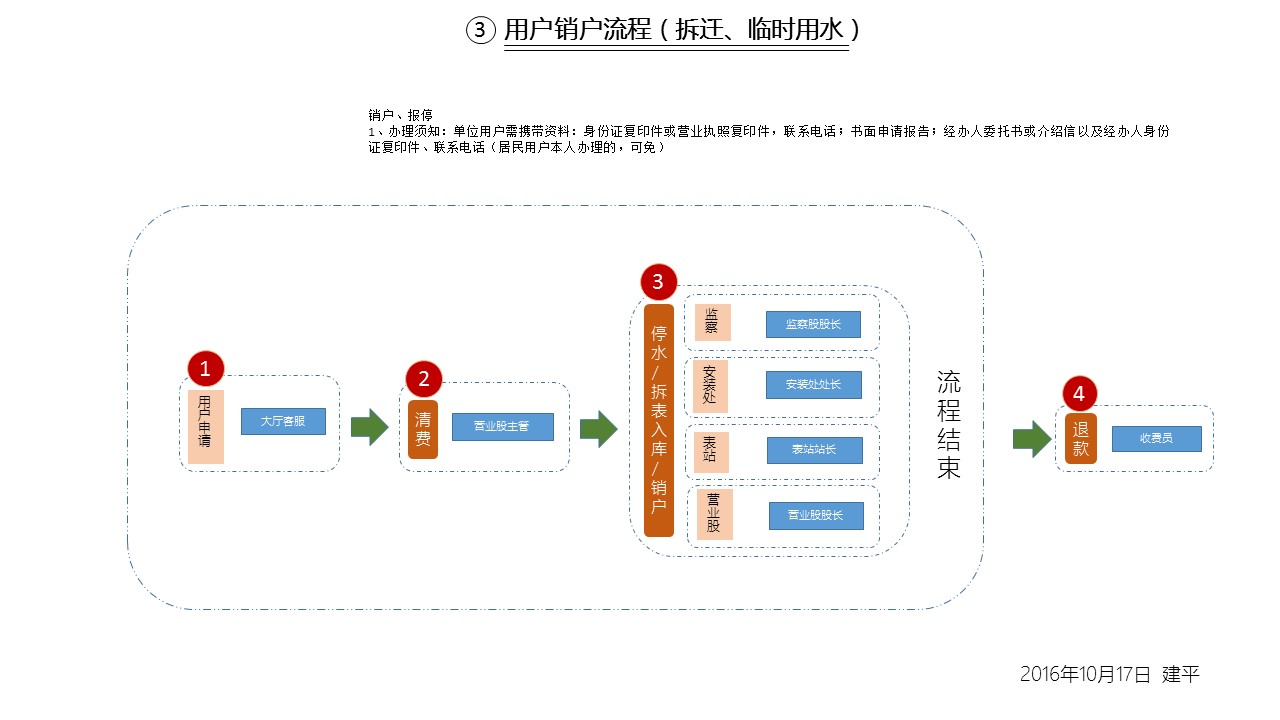 ③ 用户销户流程（拆迁、临时用水）
销户、报停
1、办理须知：单位用户需携带资料：身份证复印件或营业执照复印件，联系电话；书面申请报告；经办人委托书或介绍信以及经办人身份
证复印件、联系电话（居民用户本人办理的，可免）
1
用户申请
大厅客服
2
清费
营业股主管
3
停水/拆表入库/销户
监察
监察股股长
安装处
安装处处长
表站
表站站长
营业股
营业股股长
流程结束
4
退款
收费员
2016年10月17日 建平